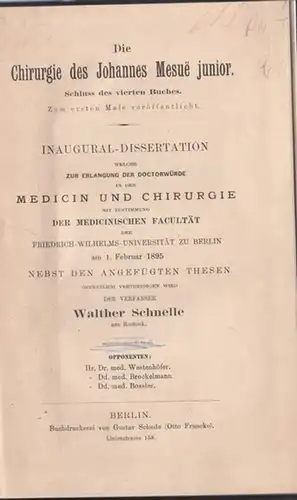 Die
Chirurgie des Johannes Mesuë junior.
Schluss des vierten Buches.
Zum ersten Male veröffentlicht.
INAUGURAL-DISSERTATION
WELCHE
ZUR ERLANGUNG DER DOCTORWÜRDE
IN DER
MEDICIN UND CHIRURGIE
MIT ZUSTIMMUNG
DER MEDICINISCHEN FACULTÄT
DER
FRIEDRICH-WILHELMS-UNIVERSITÄT ZU BERLIN
am 1. Februar 1895
NEBST DEN ANGEFÜGTEN THESEN
ÖFFENTLICH VERTHEIDIGEN WIRD
DER VERFASSER
Walther Schnelle
aus Rostock.
OPPONENTEN:
Hr. Dr. med. Westenhöfer.
- Dd. med. Brockelmann.
- Dd. med. Bossler.
BERLIN.
Buchdruckerei von Gustav Schade (Otto Francke).
Linienstrasse 158.